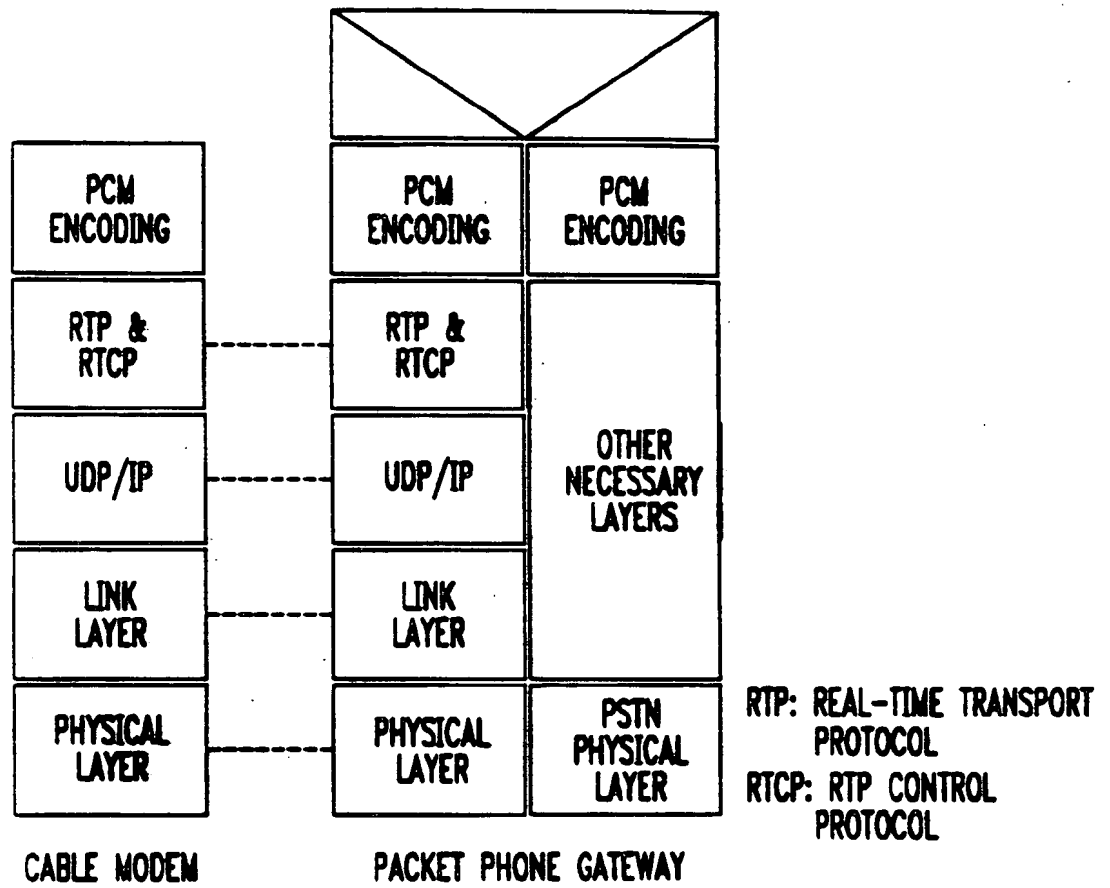 PCM
ENCODING
PCM
ENCODING
PCM
ENCODING
RTP &
RTCP
RTP &
RTCP
OTHER
NECESSARY
LAYERS
UDP/IP
UDP/IP
LINK
LAYER
LINK
LAYER
PHYSICAL
LAYER
PHYSICAL
LAYER
PSTN
PHYSICAL
LAYER
RTP: REAL-TIME TRANSPORT
PROTOCOL
RTCP: RTP CONTROL
PROTOCOL
CABLE MODEM
PACKET PHONE GATEWAY